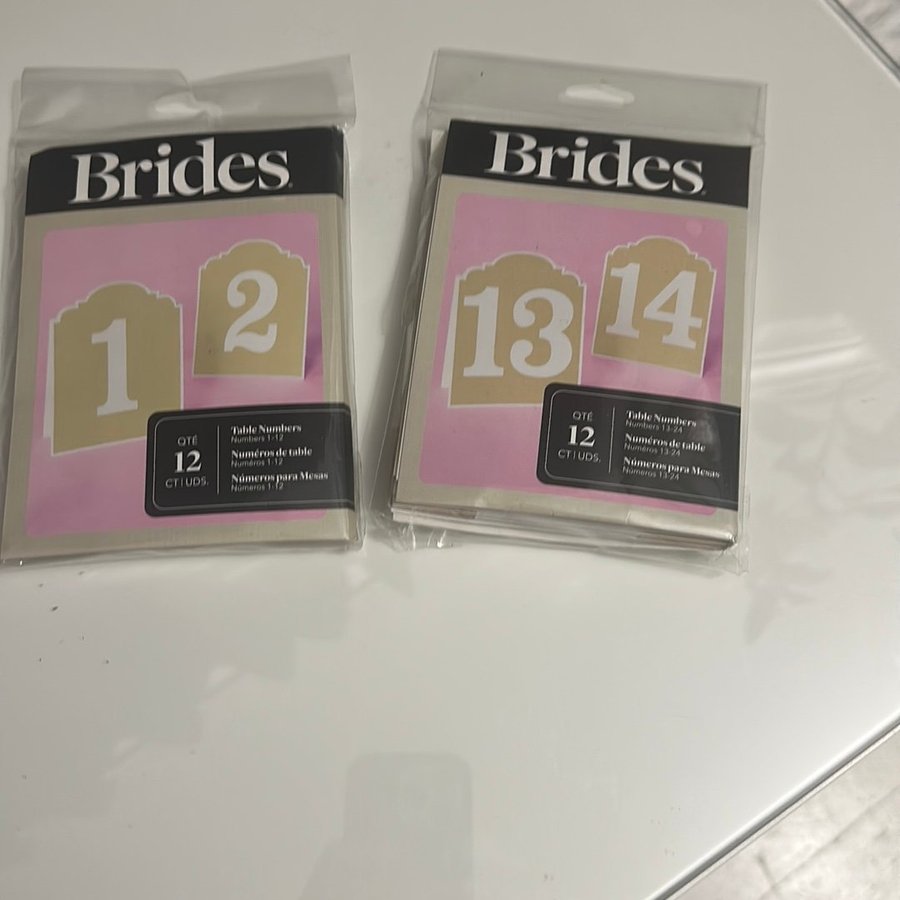 Brides
1
2
QTÉ
12
CT | UDS.
Table Numbers
Numbers 1-12
Numéros de table
Numéros 1-12
Números para Mesas
Números 1-12
Brides
13
14
QTÉ
12
CT | UDS.
Table Numbers
Numbers 13-24
Numéros de table
Numéros 13-24
Números para Mesas
Números 13-24